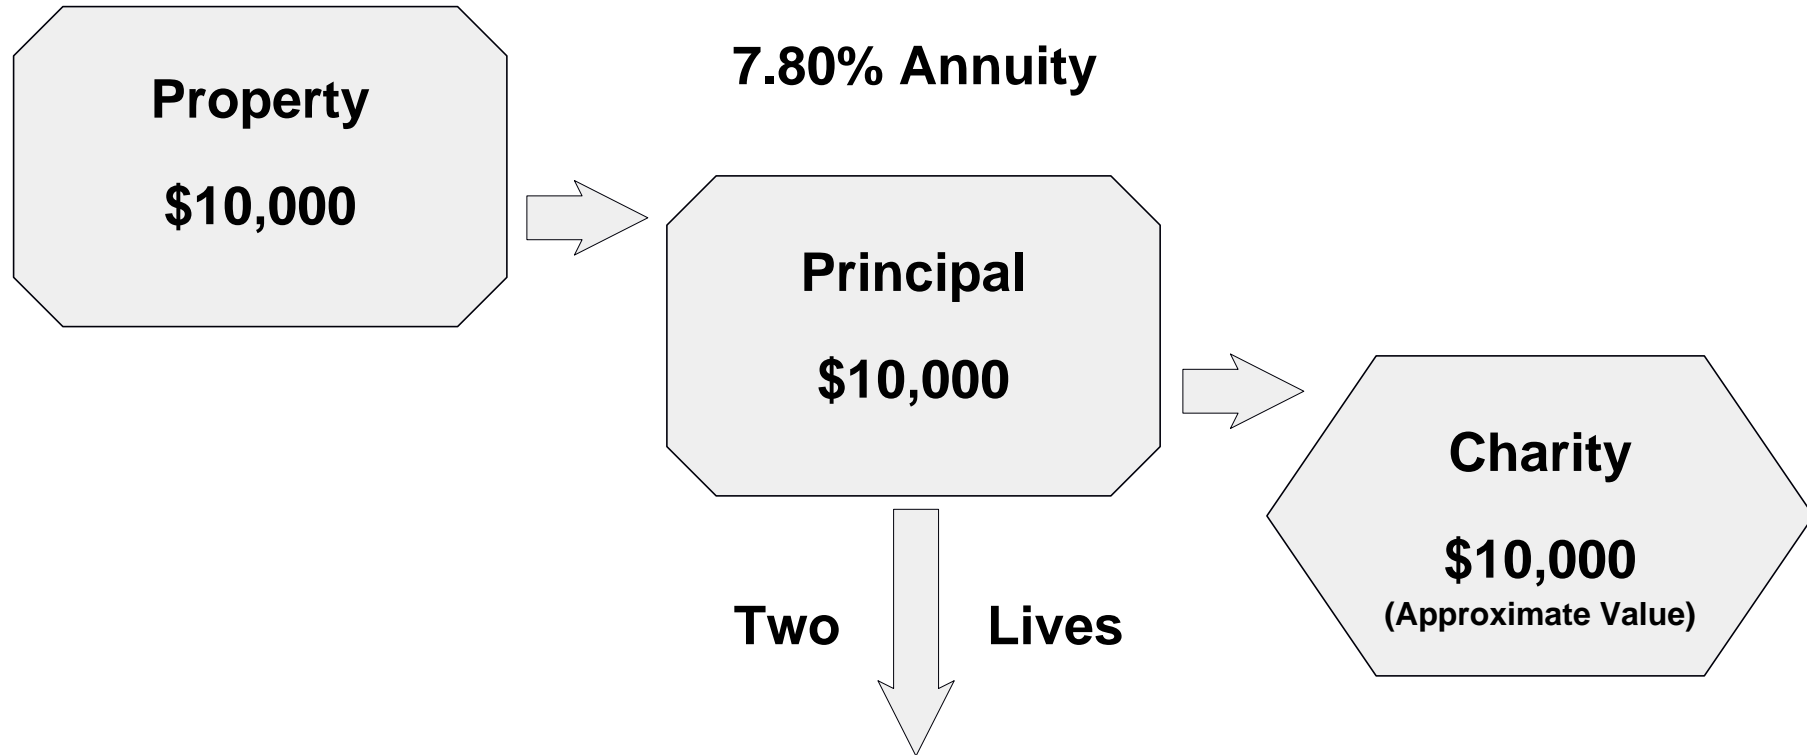 7.80% Annuity
Property
$10,000
Principal
$10,000
Charity
$10,000
(Approximate Value)
Two Lives